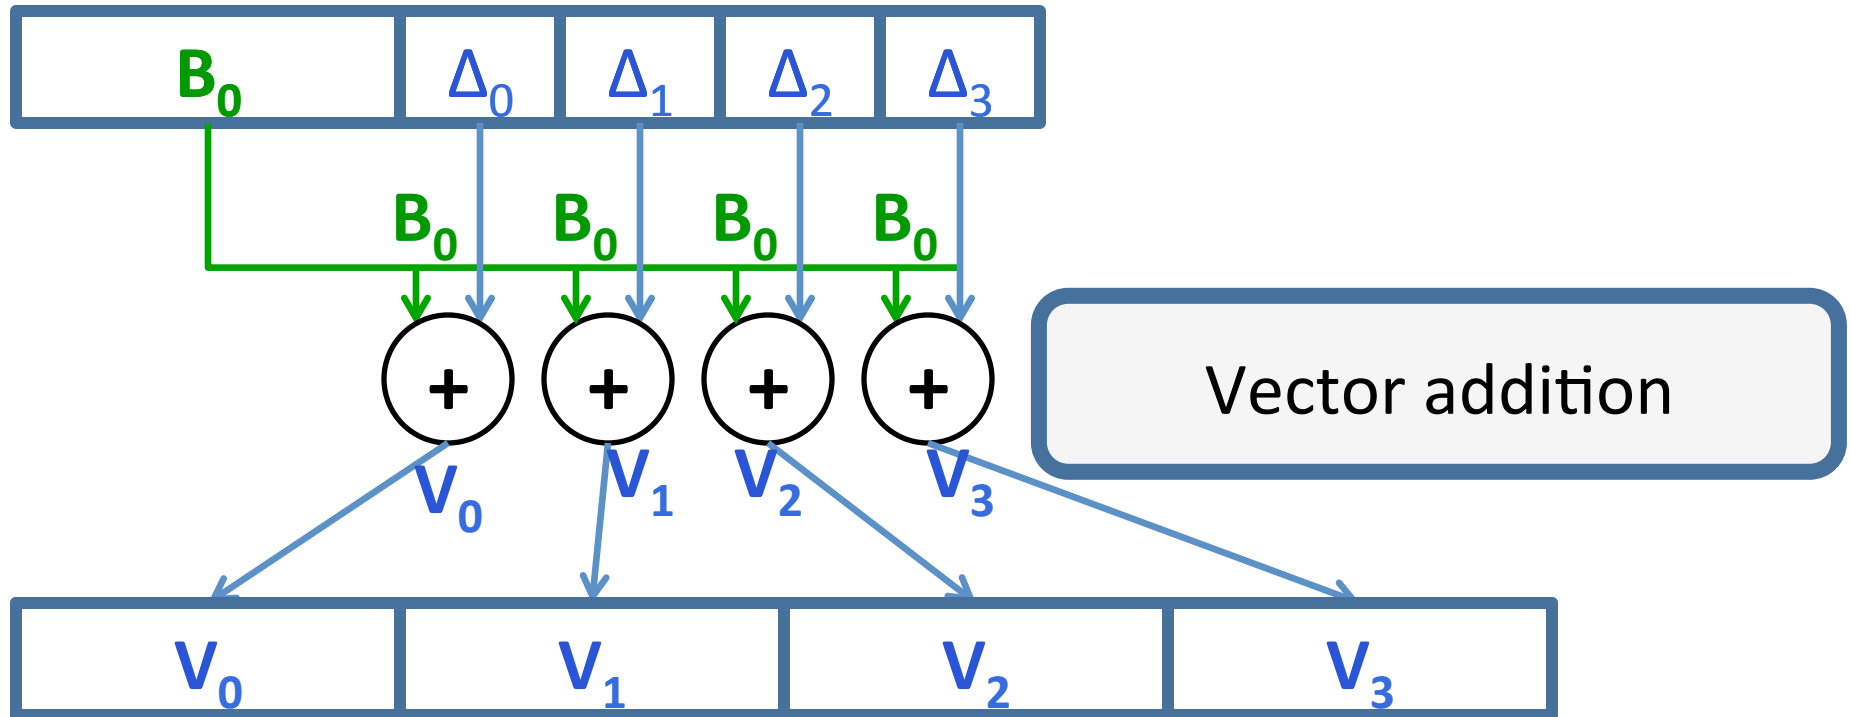 B₀ Δ₀ Δ₁ Δ₂ Δ₃
B₀ B₀ B₀ B₀
+ + + + Vector addition
V₀ V₁ V₂ V₃
V₀ V₁ V₂ V₃